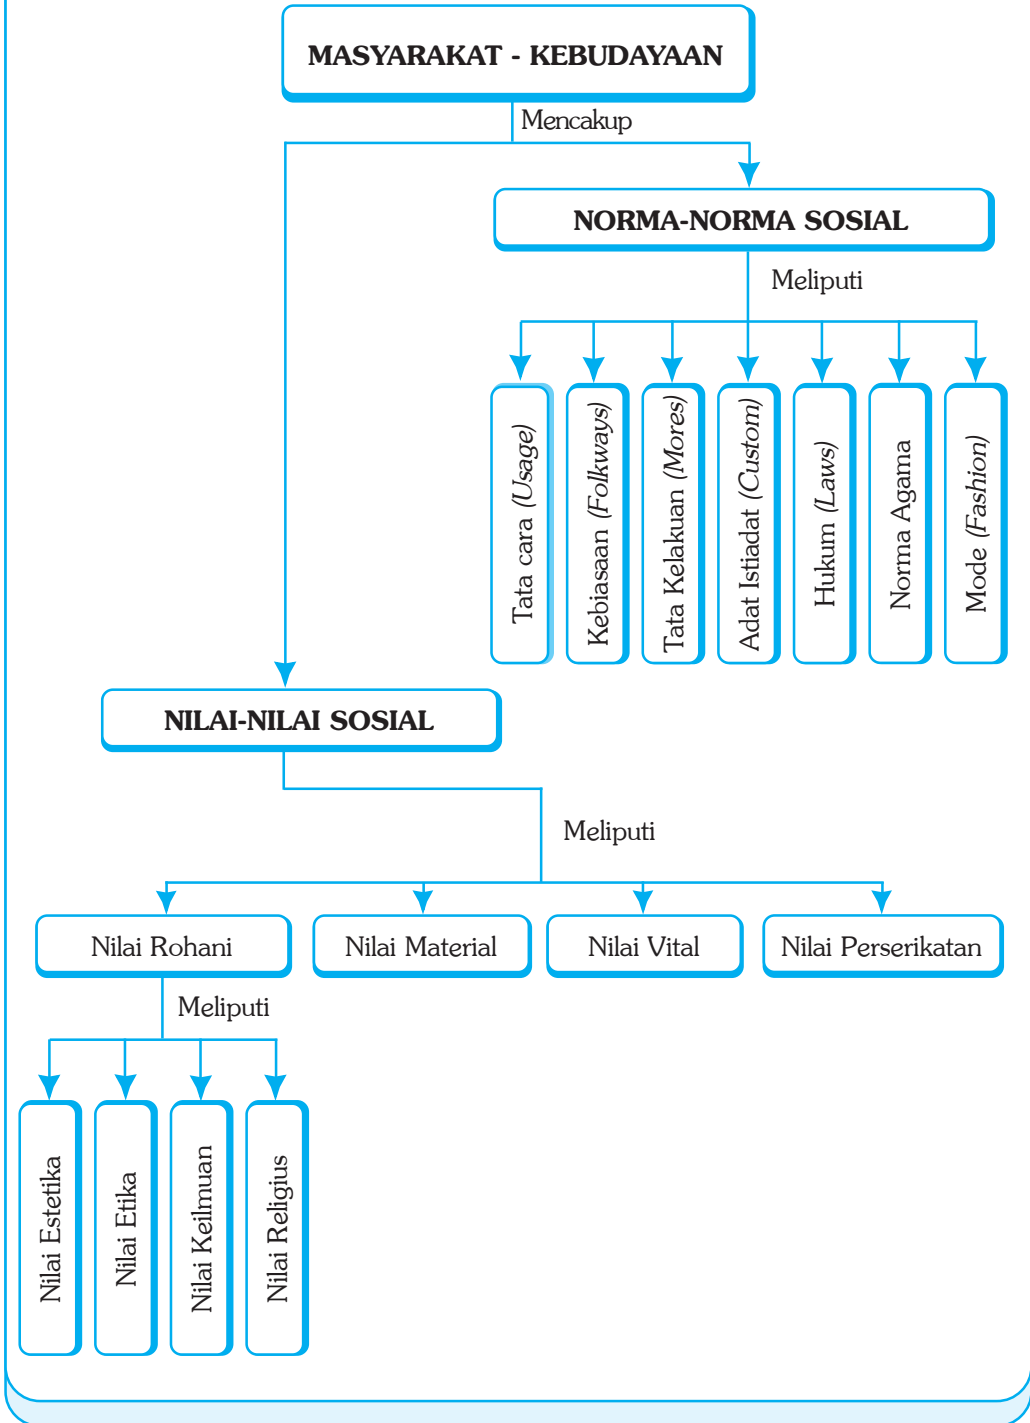 MASYARAKAT - KEBUDAYAAN
Mencakup
NORMA-NORMA SOSIAL
Meliputi
Tata cara (Usage)
Kebiasaan (Folkways)
Tata Kelakuan (Mores)
Adat Istiadat (Custom)
Hukum (Laws)
Norma Agama
Mode (Fashion)
NILAI-NILAI SOSIAL
Meliputi
Nilai Rohani
Nilai Material
Nilai Vital
Nilai Perserikatan
Meliputi
Nilai Estetika
Nilai Etika
Nilai Keilmuan
Nilai Religius